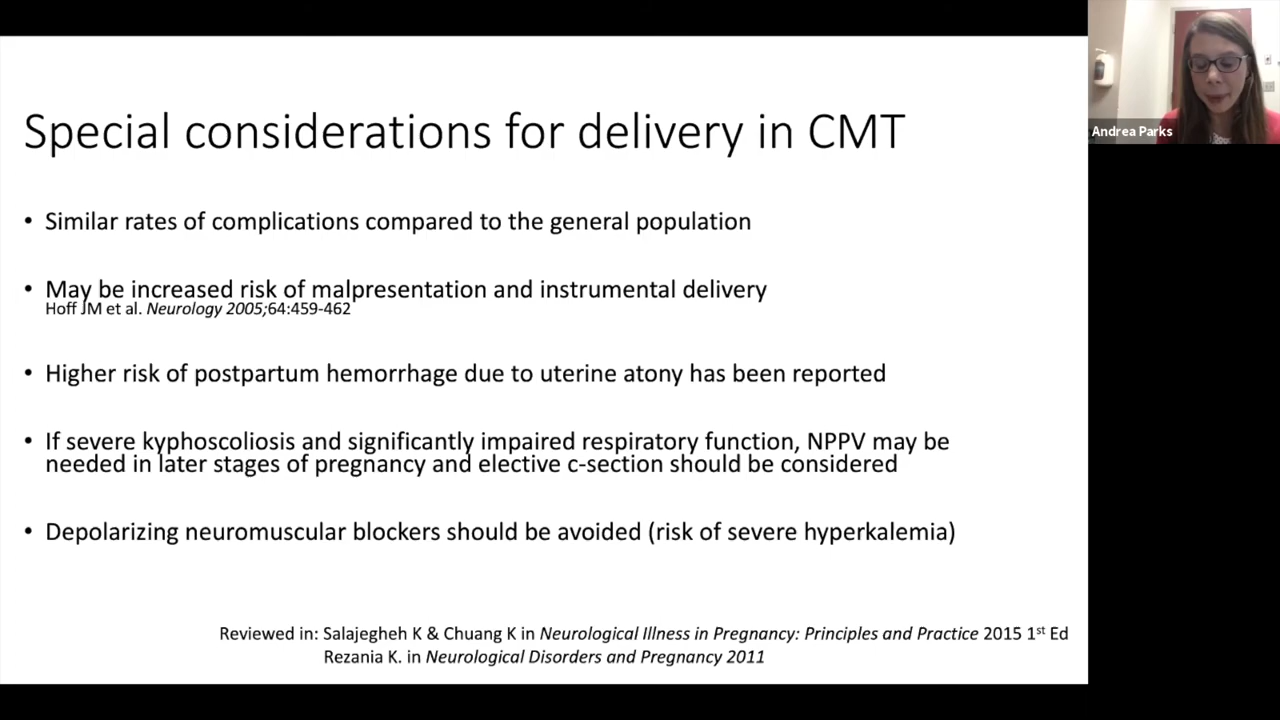 Special considerations for delivery in CMT
• Similar rates of complications compared to the general population
• May be increased risk of malpresentation and instrumental delivery
Hoff JM et al. Neurology 2005;64:459-462
• Higher risk of postpartum hemorrhage due to uterine atony has been reported
• If severe kyphoscoliosis and significantly impaired respiratory function, NPPV may be
needed in later stages of pregnancy and elective c-section should be considered
• Depolarizing neuromuscular blockers should be avoided (risk of severe hyperkalemia)
Reviewed in: Salajegheh K & Chuang K in Neurological Illness in Pregnancy: Principles and Practice 2015 1st Ed
Rezania K. in Neurological Disorders and Pregnancy 2011
Andrea Parks